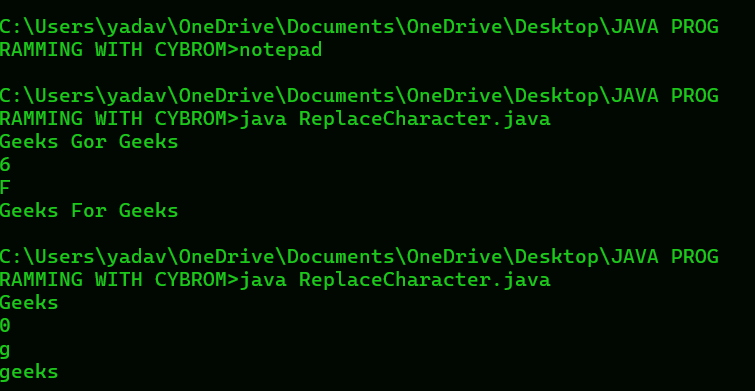 C:\Users\yadav\OneDrive\Documents\OneDrive\Desktop\JAVA PROG
RAMMING WITH CYBROM>notepad
C:\Users\yadav\OneDrive\Documents\OneDrive\Desktop\JAVA PROG
RAMMING WITH CYBROM>java ReplaceCharacter.java
Geeks Gor Geeks
6
F
Geeks For Geeks
C:\Users\yadav\OneDrive\Documents\OneDrive\Desktop\JAVA PROG
RAMMING WITH CYBROM>java ReplaceCharacter.java
Geeks
0
g
geeks